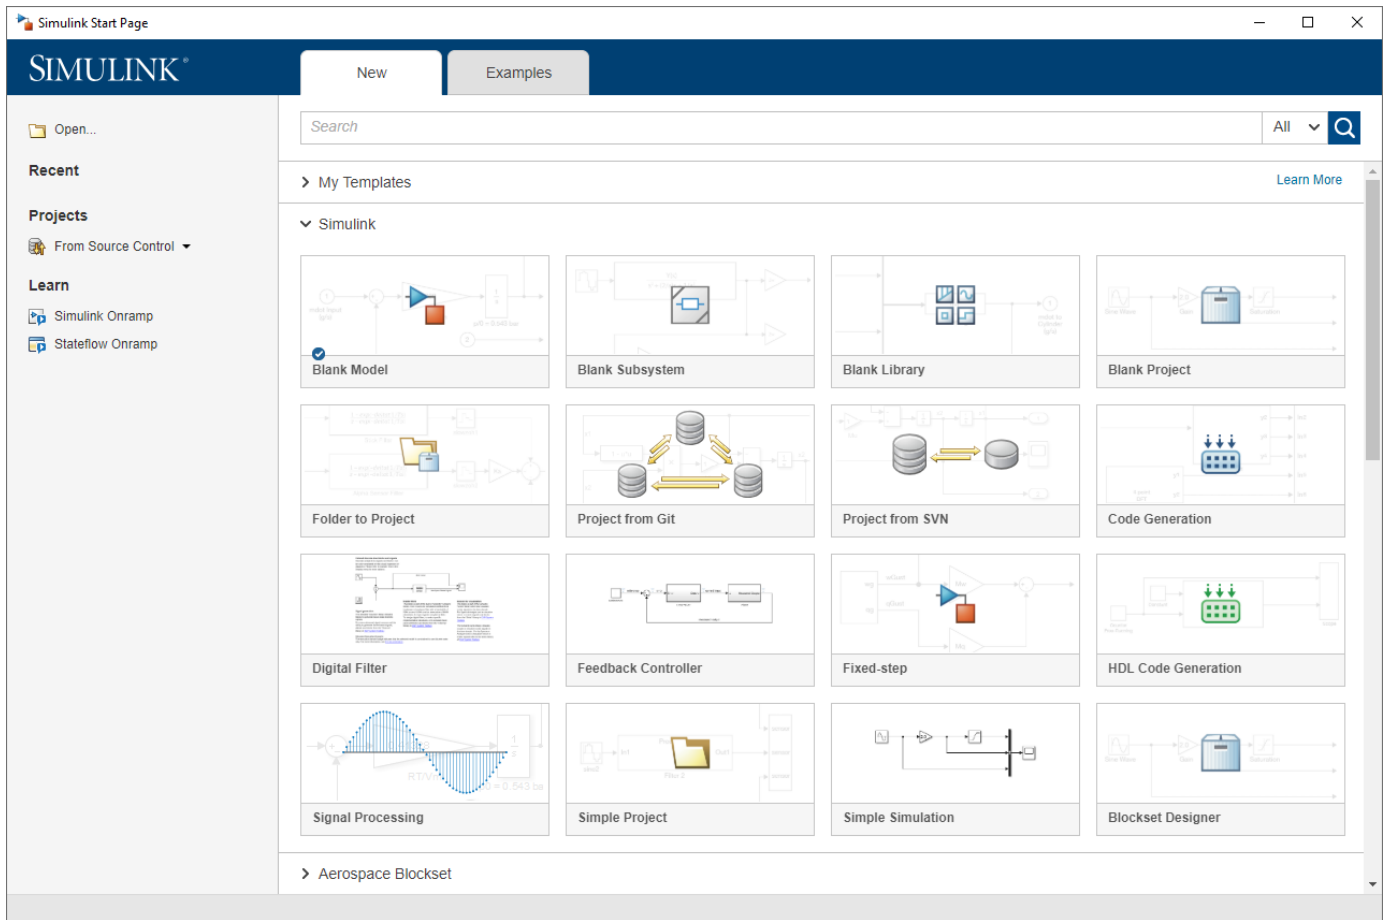 Simulink Start Page
SIMULINK®
New
Examples
Open...
Recent
Projects
From Source Control
Learn
Simulink Onramp
Stateflow Onramp
Search
All
My Templates
Learn More
Simulink
Blank Model
Blank Subsystem
Blank Library
Blank Project
Folder to Project
Project from Git
Project from SVN
Code Generation
Digital Filter
Feedback Controller
Fixed-step
HDL Code Generation
Signal Processing
Simple Project
Simple Simulation
Blockset Designer
Aerospace Blockset